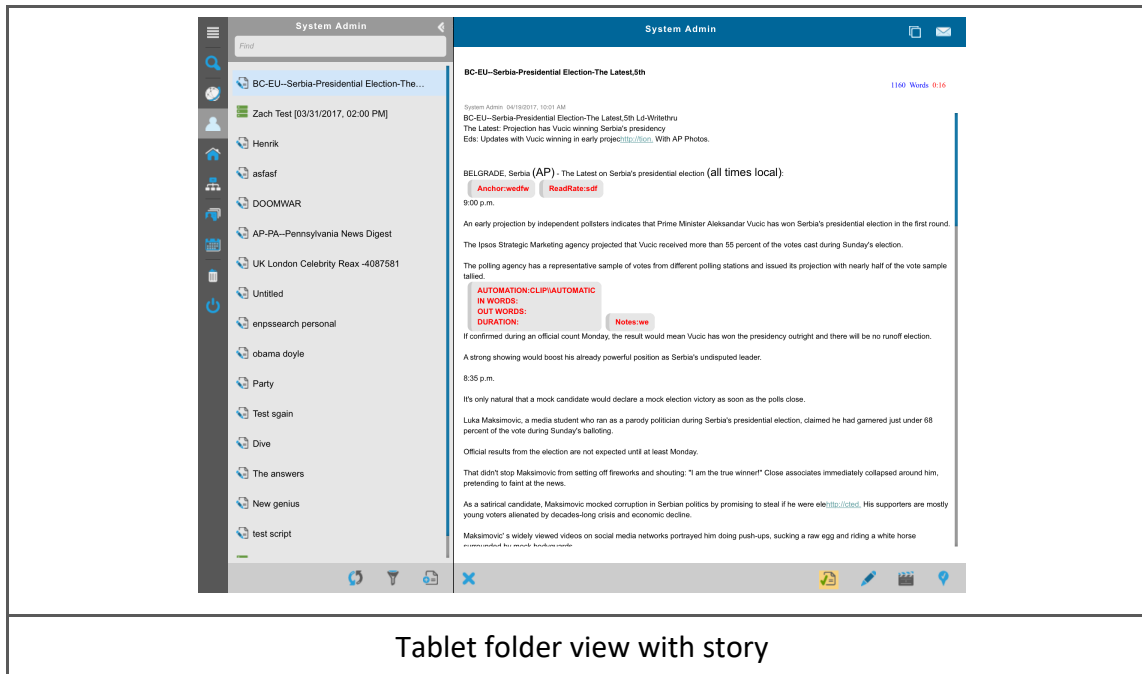 System Admin
Find
BC-EU--Serbia-Presidential Election-The...
Zach Test [03/31/2017, 02:00 PM]
Henrik
asfasf
DOOMWAR
AP-PA--Pennsylvania News Digest
UK London Celebrity Reax -4087581
Untitled
enpssearch personal
obama doyle
Party
Test sgain
Dive
The answers
New genius
test script
System Admin
BC-EU--Serbia-Presidential Election-The Latest,5th
1160 Words 0:16
System Admin 04/19/2017, 10:01 AM
BC-EU--Serbia-Presidential Election-The Latest,5th Ld-Writethru
The Latest: Projection has Vucic winning Serbia's presidency
Eds: Updates with Vucic winning in early projechttp://tion. With AP Photos.
BELGRADE, Serbia (AP) - The Latest on Serbia's presidential election (all times local):
Anchor:wedfw ReadRate:sdf
9:00 p.m.
An early projection by independent pollsters indicates that Prime Minister Aleksandar Vucic has won Serbia's presidential election in the first round.
The Ipsos Strategic Marketing agency projected that Vucic received more than 55 percent of the votes cast during Sunday's election.
The polling agency has a representative sample of votes from different polling stations and issued its projection with nearly half of the vote sample
tallied.
AUTOMATION:CLIP\\AUTOMATIC
IN WORDS:
OUT WORDS:
DURATION: Notes:we
If confirmed during an official count Monday, the result would mean Vucic has won the presidency outright and there will be no runoff election.
A strong showing would boost his already powerful position as Serbia's undisputed leader.
8:35 p.m.
It's only natural that a mock candidate would declare a mock election victory as soon as the polls close.
Luka Maksimovic, a media student who ran as a parody politician during Serbia's presidential election, claimed he had garnered just under 68
percent of the vote during Sunday's balloting.
Official results from the election are not expected until at least Monday.
That didn't stop Maksimovic from setting off fireworks and shouting: "I am the true winner!" Close associates immediately collapsed around him,
pretending to faint at the news.
As a satirical candidate, Maksimovic mocked corruption in Serbian politics by promising to steal if he were elehttp://cted. His supporters are mostly
young voters alienated by decades-long crisis and economic decline.
Maksimovic' s widely viewed videos on social media networks portrayed him doing push-ups, sucking a raw egg and riding a white horse
surrounded by mock bodyguards
Tablet folder view with story